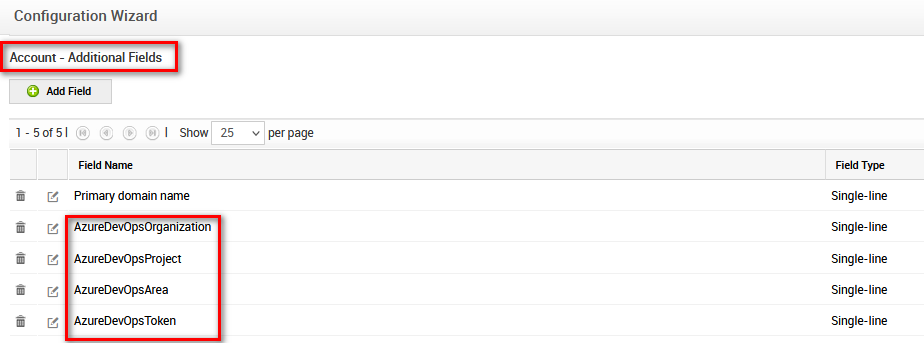 Configuration Wizard
Account - Additional Fields
Add Field
1 - 5 of 5 Show 25 per page
Field Name Field Type
Primary domain name Single-line
AzureDevOpsOrganization Single-line
AzureDevOpsProject Single-line
AzureDevOpsArea Single-line
AzureDevOpsToken Single-line